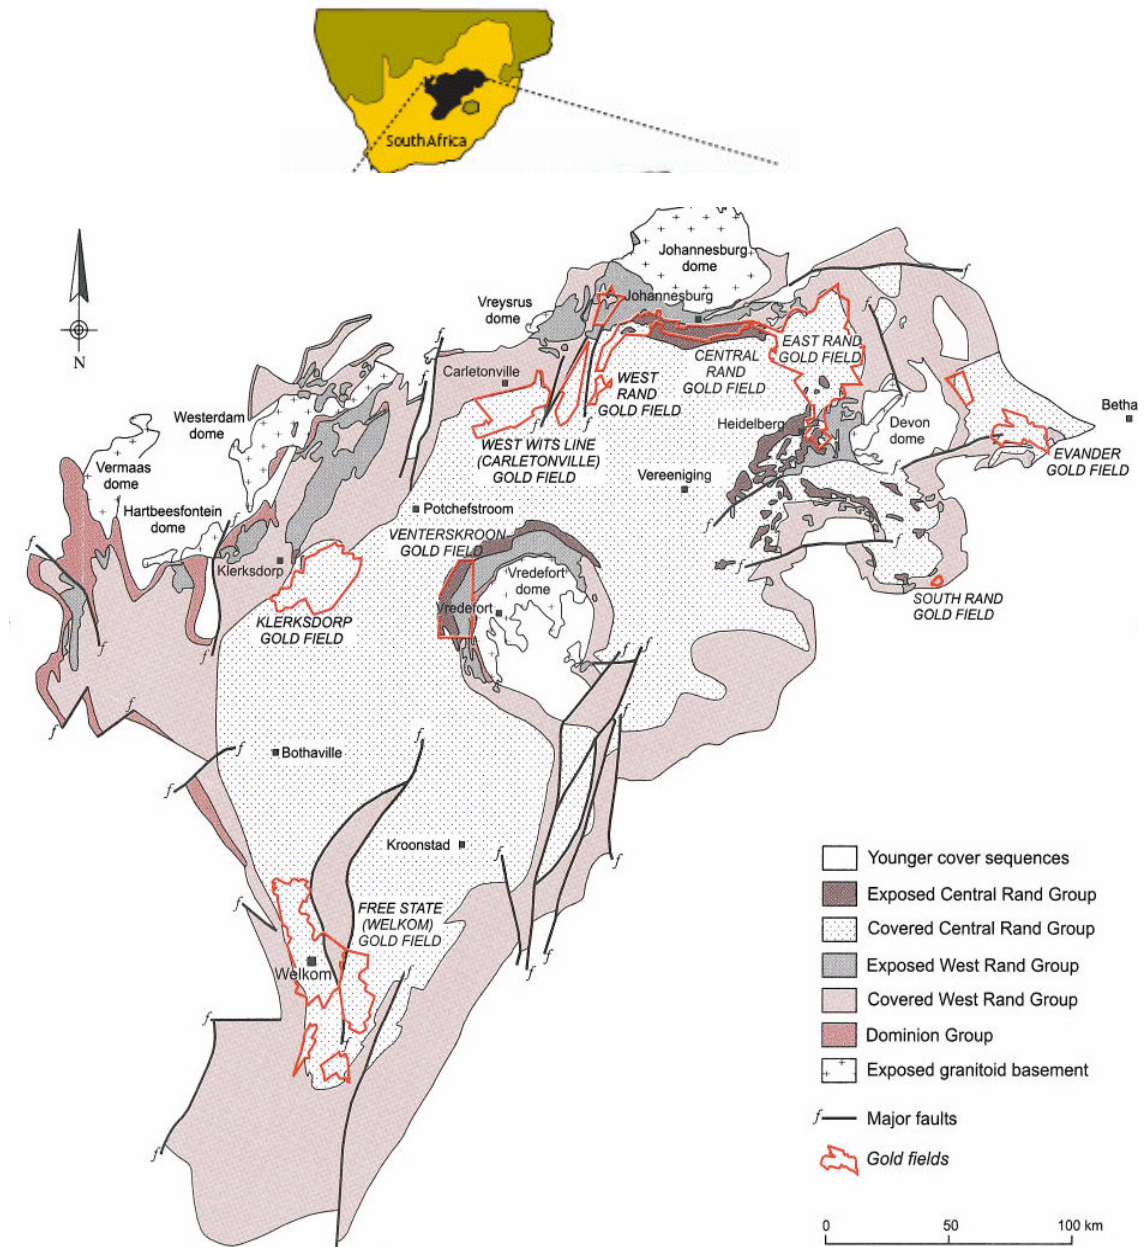 South Africa
N
Johannesburg
dome
Vreysrus
dome
Johannesburg
f
f
f
f
EAST RAND
GOLD FIELD
CENTRAL
RAND
GOLD FIELD
Carletonville
WEST
RAND
GOLD FIELD
Westerdam
dome
Heidelberg
Devon
dome
Betha
WEST WITS LINE
(CARLETONVILLE)
GOLD FIELD
EVANDER
GOLD FIELD
Vermaas
dome
Vereeniging
f
f
f
Hartbeesfontein
dome
Potchefstroom
VENTERSKROON
GOLD FIELD
f
f
f
f
Klerksdorp
Vredefort
dome
SOUTH RAND
GOLD FIELD
Vredefort
KLERKSDORP
GOLD FIELD
f
f
f
f
f
f
f
f
Bothaville
f
f
f
Kroonstad
f
f
FREE STATE
(WELKOM)
GOLD FIELD
f
Welkom
f
f
f
f
f
f
f
f
Younger cover sequences
Exposed Central Rand Group
Covered Central Rand Group
Exposed West Rand Group
Covered West Rand Group
Dominion Group
Exposed granitoid basement
f Major faults
Gold fields
0 50 100 km